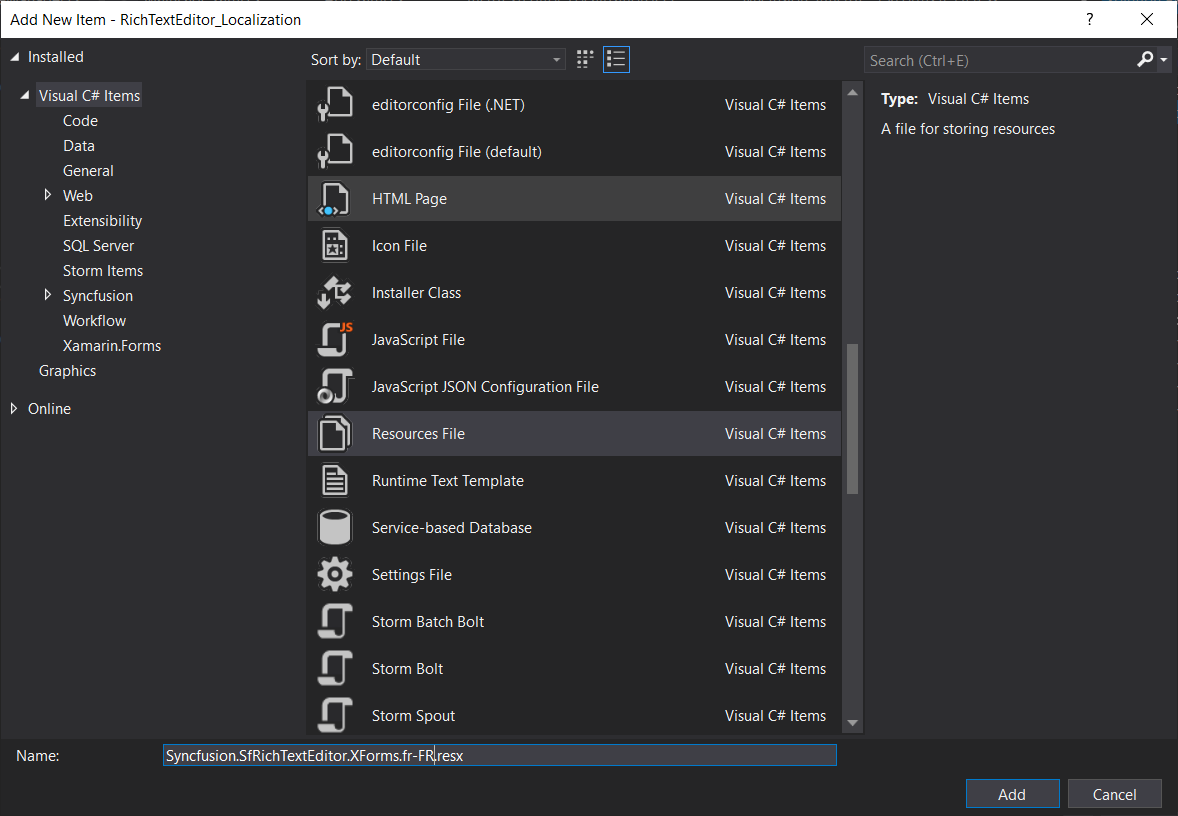 Add New Item - RichTextEditor_Localization
?
Installed
Visual C# Items
Code
Data
General
Web
Extensibility
SQL Server
Storm Items
Syncfusion
Workflow
Xamarin.Forms
Graphics
Online
Sort by: Default
editorconfig File (.NET) Visual C# Items
editorconfig File (default) Visual C# Items
HTML Page Visual C# Items
Icon File Visual C# Items
Installer Class Visual C# Items
JS
JavaScript File Visual C# Items
JavaScript JSON Configuration File Visual C# Items
Resources File Visual C# Items
Runtime Text Template Visual C# Items
Service-based Database Visual C# Items
Settings File Visual C# Items
Storm Batch Bolt Visual C# Items
Storm Bolt Visual C# Items
Storm Spout Visual C# Items
Search (Ctrl+E)
Type: Visual C# Items
A file for storing resources
Name: Syncfusion.SfRichTextEditor.XForms.fr-FR.resx
Add Cancel